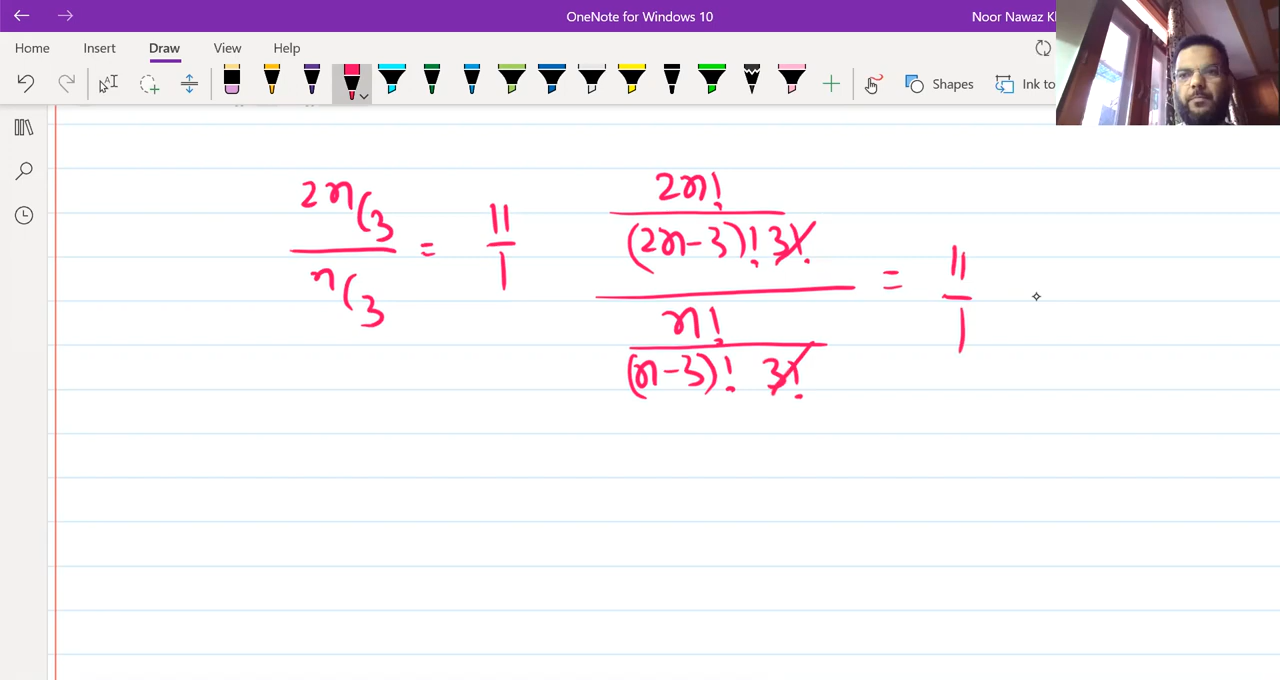 OneNote for Windows 10
Noor Nawaz Kh
Home Insert Draw View Help
Shapes
Ink to
2nC3 / nC3 = 11/1
2n! / (2n-3)! 3! / n! / (n-3)! 3! = 11/1